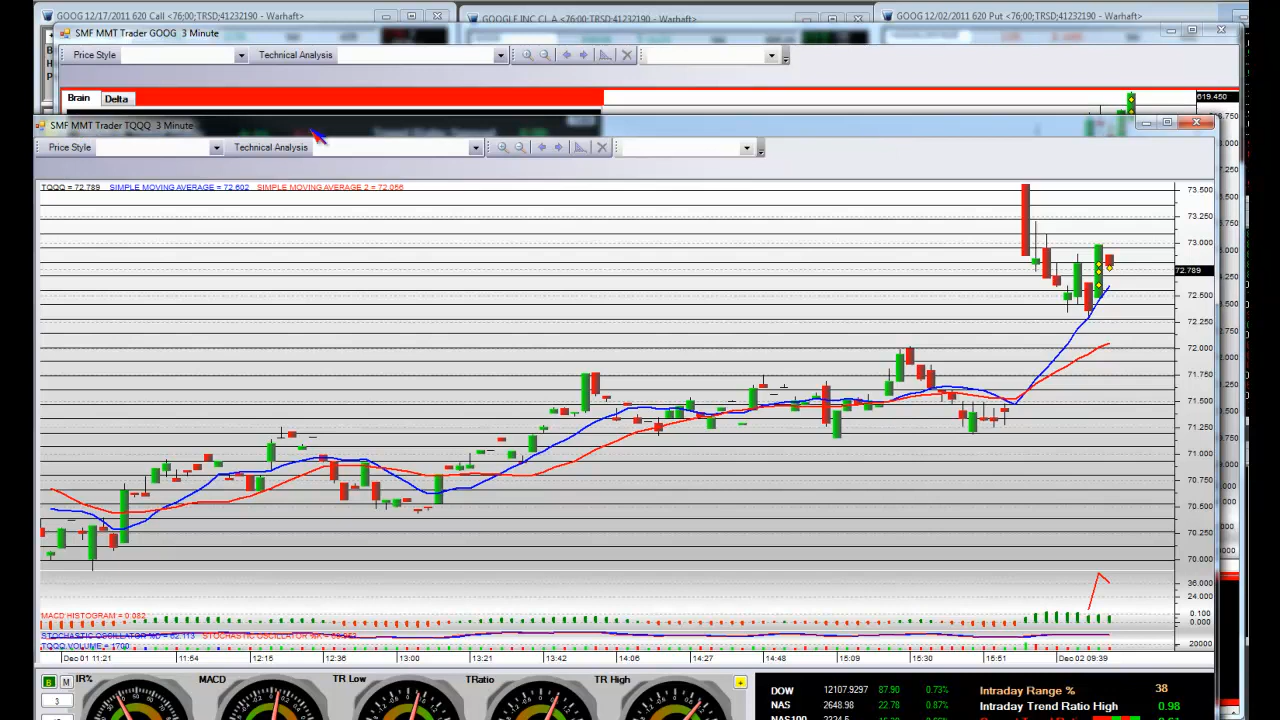 GOOG 12/17/2011 620 Call <76;00;TRSD;41232190 - Warhaft>
GOOGLE INC CL A <76;00;TRSD;41232190 - Warhaft>
GOOG 12/02/2011 620 Put <76;00;TRSD;41232190 - Warhaft>
SMF MMT Trader GOOG 3 Minute
Price Style
Technical Analysis
Brain
Delta
619.450
SMF MMT Trader TQQQ 3 Minute
Price Style
Technical Analysis
TQQQ = 72.789 SIMPLE MOVING AVERAGE = 72.602 SIMPLE MOVING AVERAGE 2 = 72.056
73.500
73.250
73.000
72.789
72.500
72.250
72.000
71.750
71.500
71.250
71.000
70.750
70.500
70.250
70.000
36.000
24.000
MACD HISTOGRAM = 0.082
0.100
0.000
STOCHASTIC OSCILLATOR %D = 62.113
TQQQ VOLUME = 1700
20000
Dec 01 11:21 11:54 12:16 12:36 13:00 13:21 13:42 14:06 14:27 14:48 15:09 15:30 15:51 Dec 02 09:39
B M IR% MACD TR Low TRatio TR High
3
DOW 12107.9297 87.90 0.73%
NAS 2648.98 22.78 0.87%
NAS100 2324.5
Intraday Range % 38
Intraday Trend Ratio High 0.98